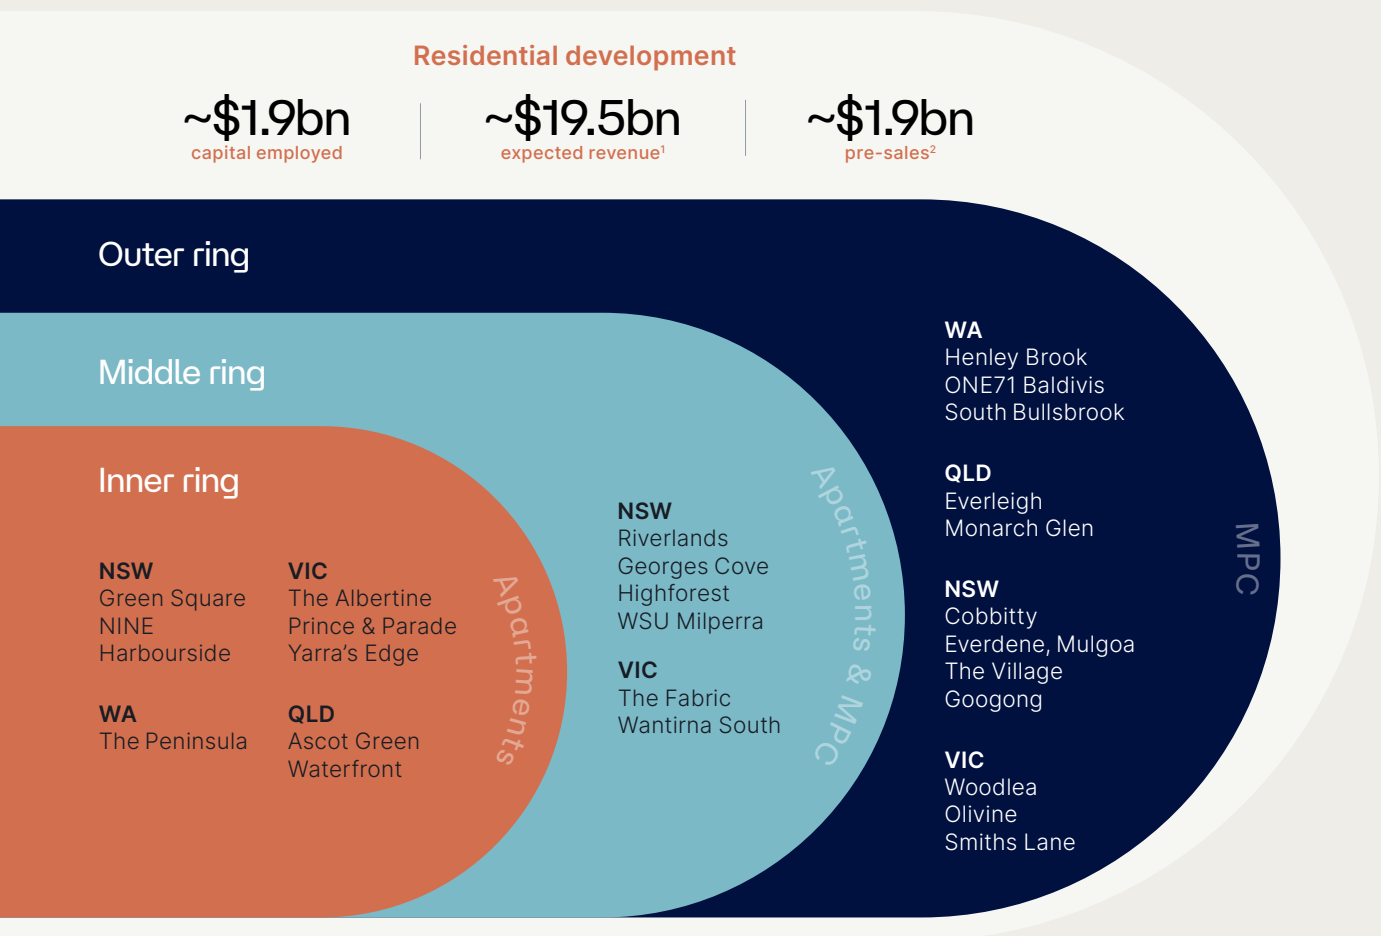 Residential development
~$1.9bn
capital employed
~$19.5bn
expected revenue¹
~$1.9bn
pre-sales²
Outer ring
Middle ring
Inner ring
NSW
Green Square
NINE
Harbourside
VIC
The Albertine
Prince & Parade
Yarra’s Edge
WA
The Peninsula
QLD
Ascot Green
Waterfront
Apartments
NSW
Riverlands
Georges Cove
Highforest
WSU Milperra
VIC
The Fabric
Wantirna South
Apartments & MPC
WA
Henley Brook
ONE71 Baldivis
South Bullsbrook
QLD
Everleigh
Monarch Glen
NSW
Cobbitty
Everdene, Mulgoa
The Village
Googong
VIC
Woodlea
Olivine
Smiths Lane
MPC